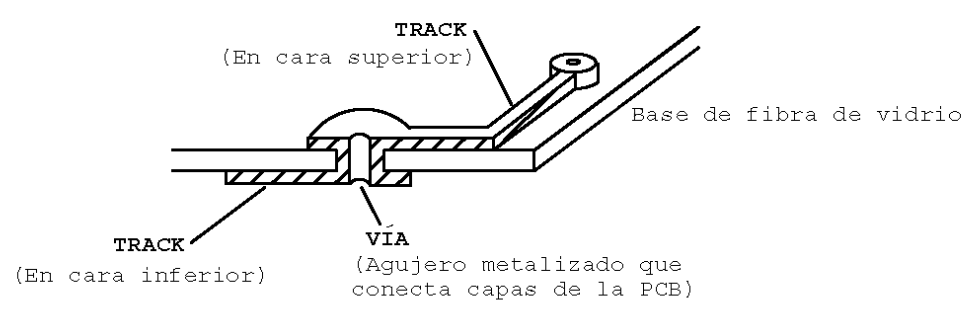 TRACK
(En cara superior)
Base de fibra de vidrio
TRACK
(En cara inferior)
VÍA
(Agujero metalizado que
conecta capas de la PCB)